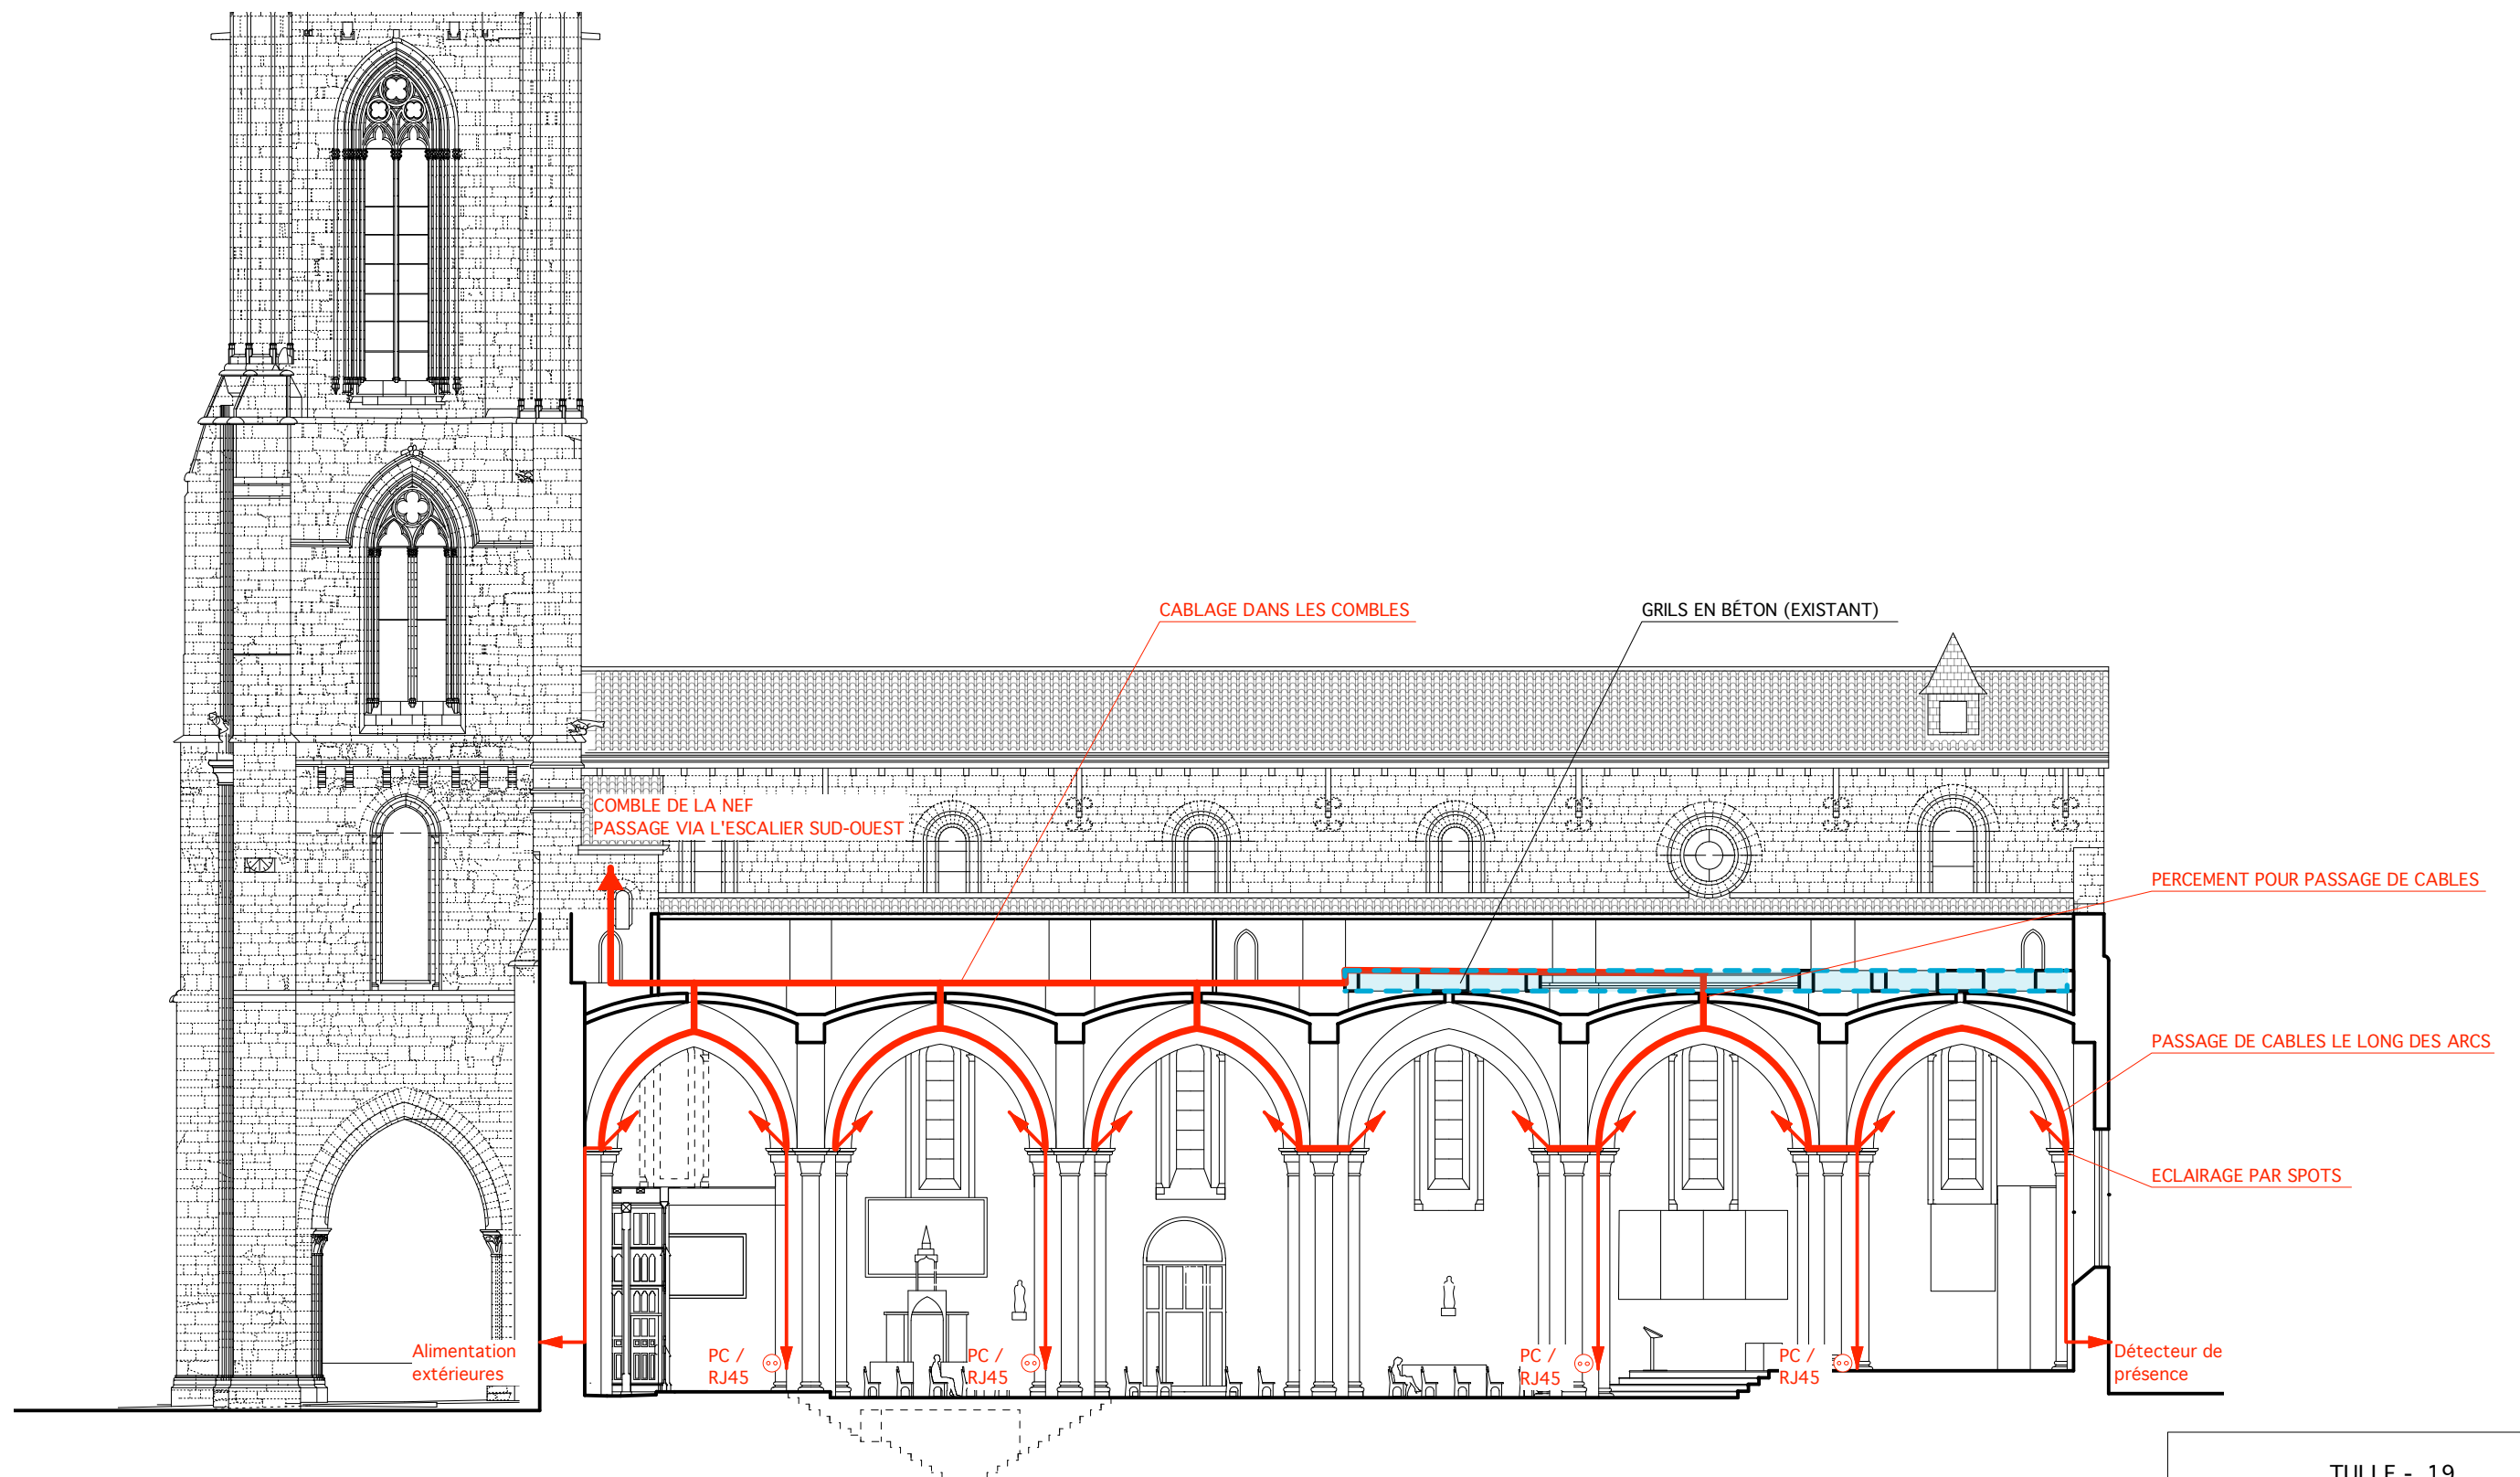 CABLAGE DANS LES COMBLES
GRILS EN BÉTON (EXISTANT)
COMBLE DE LA NEF
PASSAGE VIA L'ESCALIER SUD-OUEST
PERCEMENT POUR PASSAGE DE CABLES
PASSAGE DE CABLES LE LONG DES ARCS
ECLAIRAGE PAR SPOTS
Alimentation
extérieures
PC /
RJ45
PC /
RJ45
PC /
RJ45
PC /
RJ45
Détecteur de
présence
TULLE - 19